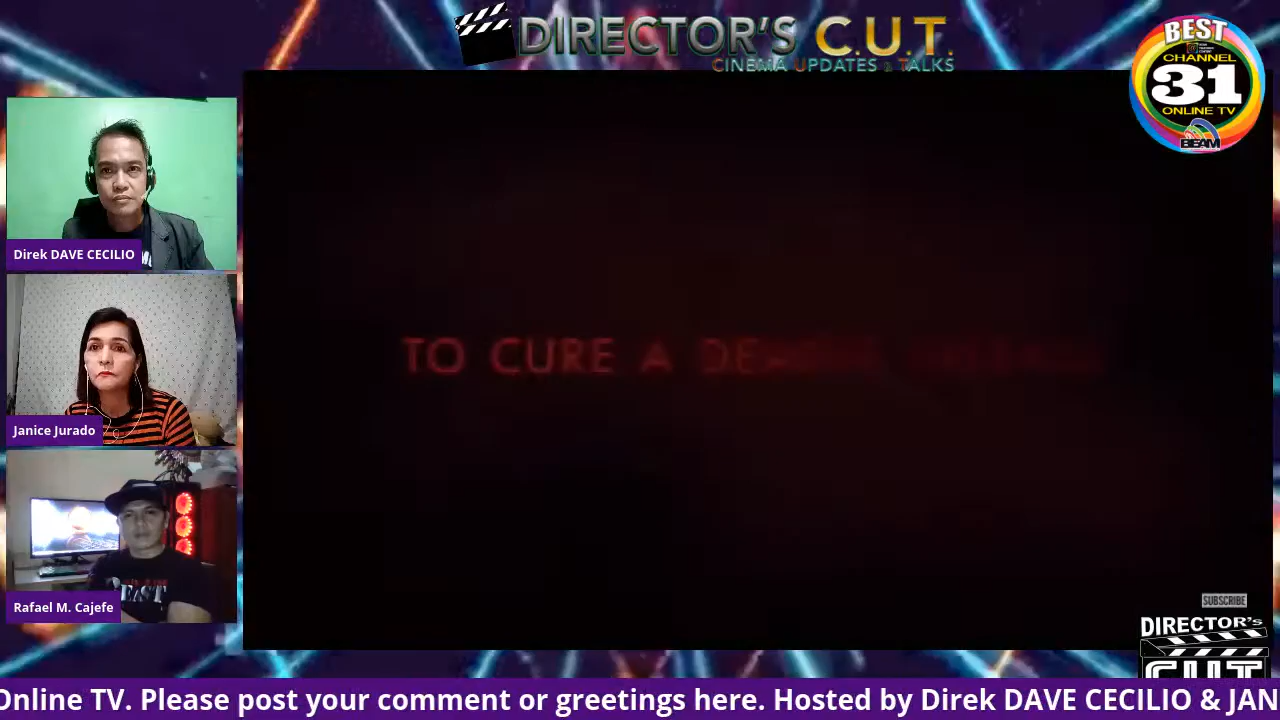 DIRECTOR'S C.U.T.
CINEMA UPDATES & TALKS
BEST
CHANNEL
31
ONLINE TV
BEAM
Direk DAVE CECILIO
Janice Jurado
Rafael M. Cajefe
TO CURE A
SUBSCRIBE
DIRECTOR'S
CUT
Online TV. Please post your comment or greetings here. Hosted by Direk DAVE CECILIO & JAN